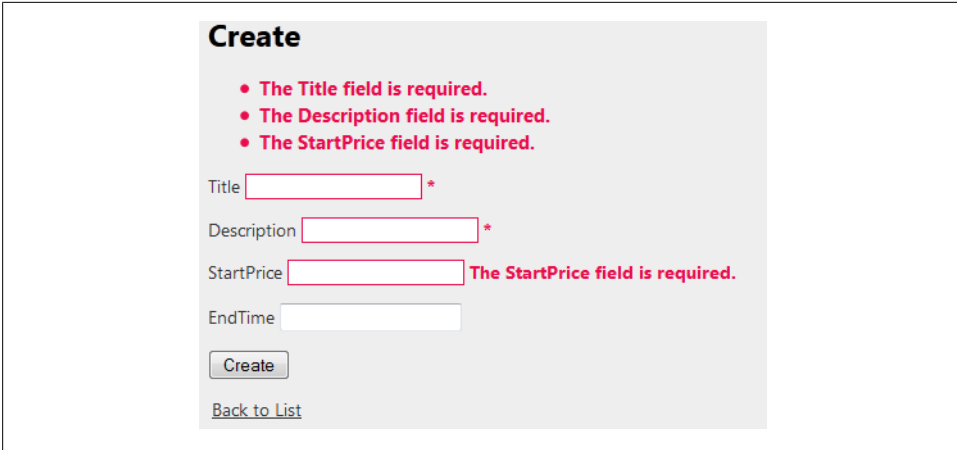 Create
• The Title field is required.
• The Description field is required.
• The StartPrice field is required.
Title *
Description *
StartPrice The StartPrice field is required.
EndTime
Create
Back to List